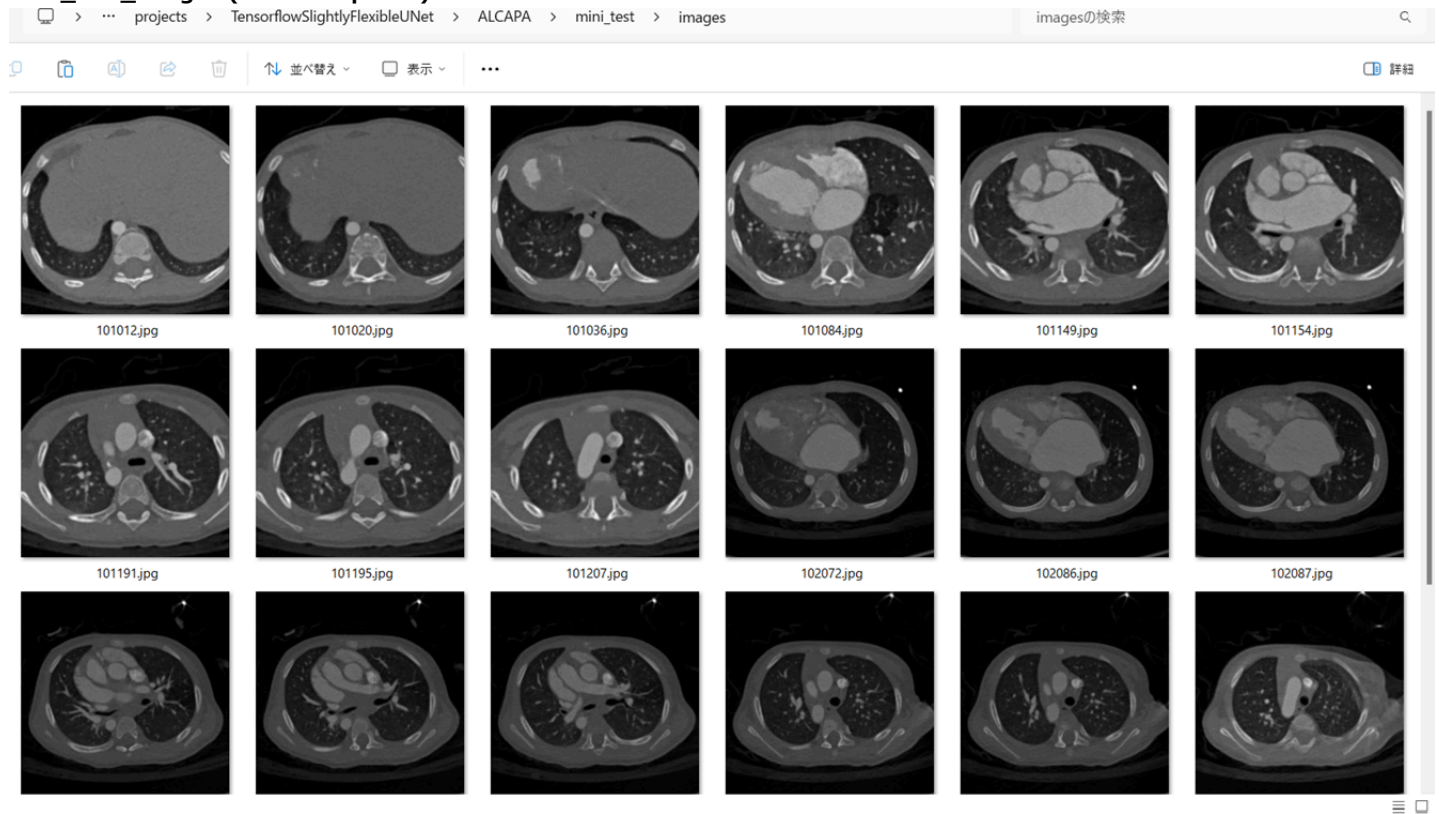 projects > TensorflowSlightlyFlexibleUNet > ALCAPA > mini_test > images
imagesの検索
並べ替え
表示
詳細
101012.jpg
101020.jpg
101036.jpg
101084.jpg
101149.jpg
101154.jpg
101191.jpg
101195.jpg
101207.jpg
102072.jpg
102086.jpg
102087.jpg